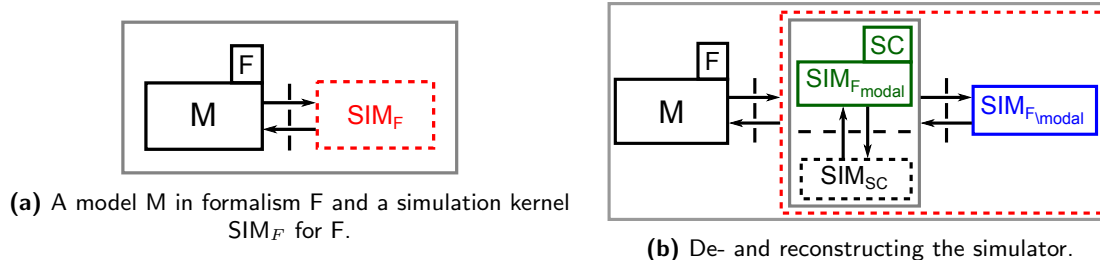 F
M
SIM_F
(a) A model M in formalism F and a simulation kernel
SIM_F for F.
SC
F
SIM_Fmodal
M
SIM_F\modal
SIM_SC
(b) De- and reconstructing the simulator.